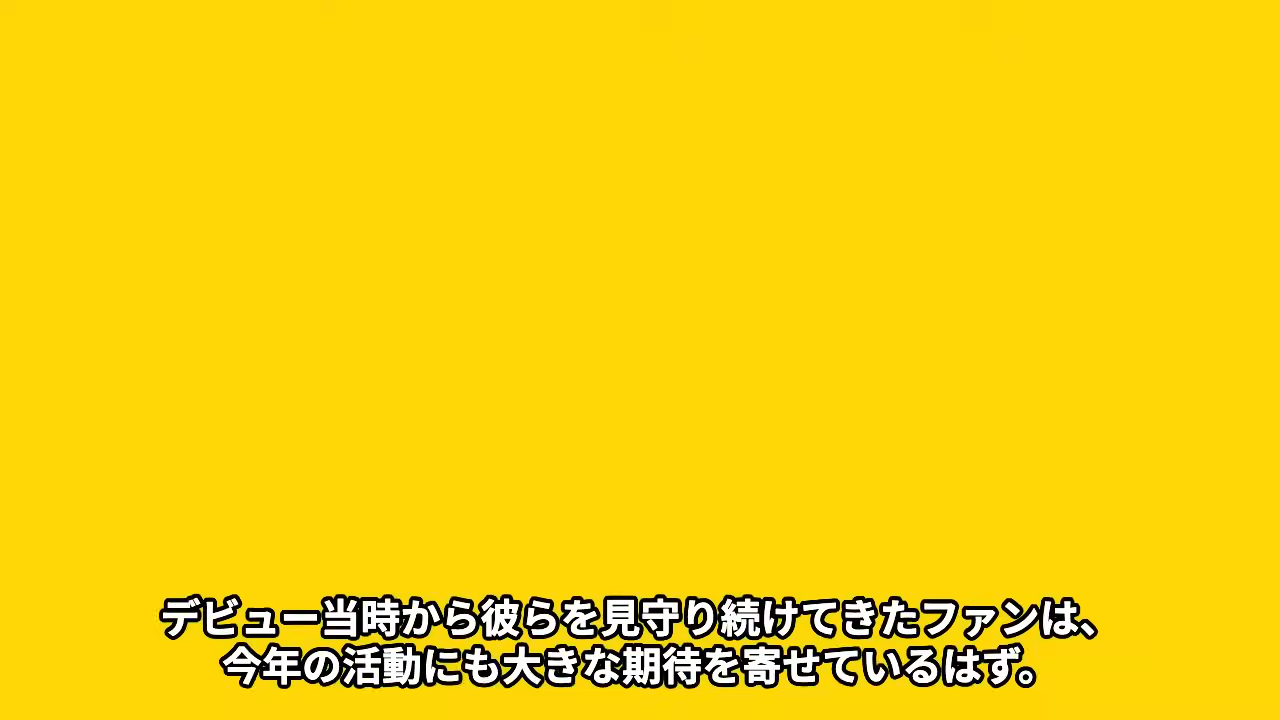 デビュー当時から彼らを見守り続けてきたファンは、
今年の活動にも大きな期待を寄せているはず。